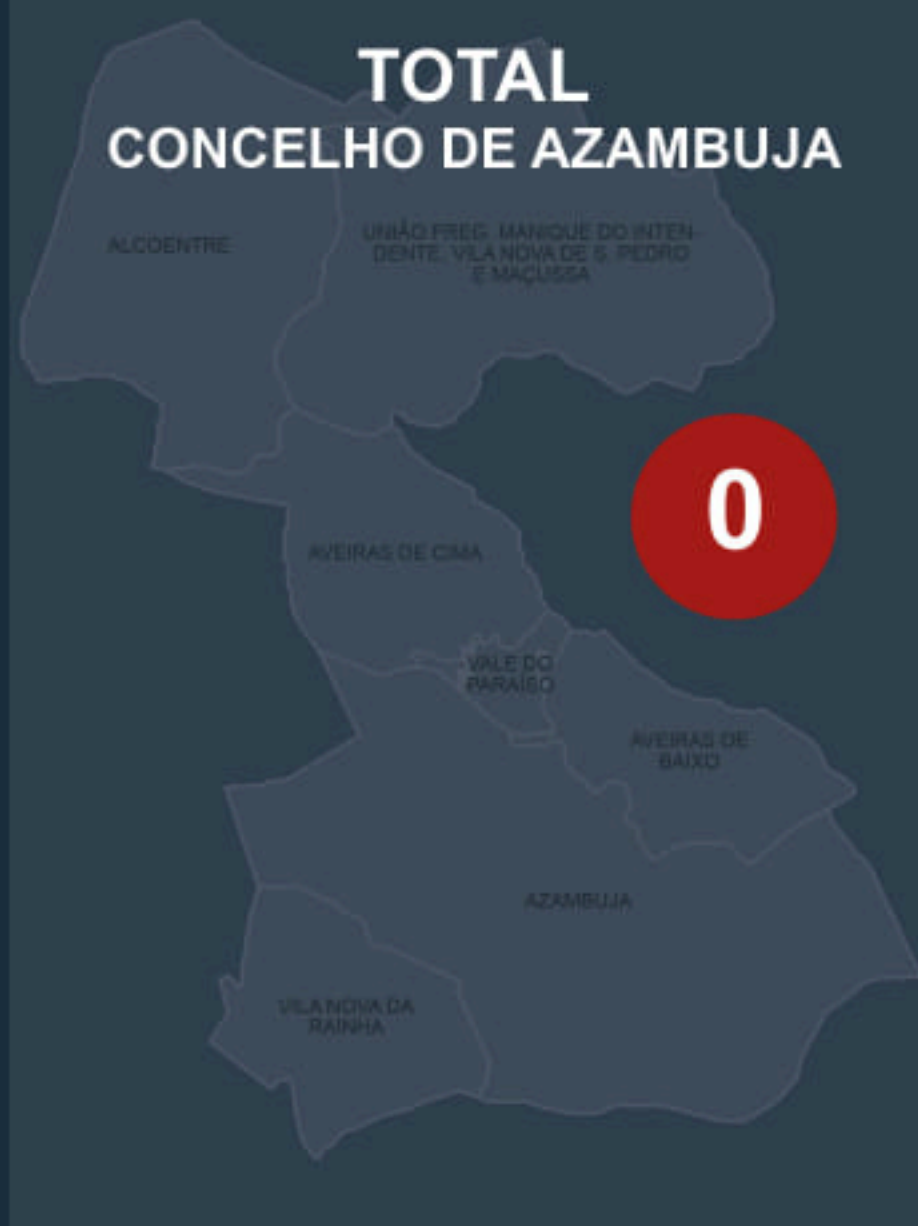 TOTAL
CONCELHO DE AZAMBUJA
ALCOENTRE
UNIÃO FREG. MANIQUE DO INTEN-
DENTE, VILA NOVA DE S. PEDRO
E MAÇUSSA
0
AVEIRAS DE CIMA
VALE DO
PARAÍSO
AVEIRAS DE
BAIXO
AZAMBUJA
VILA NOVA DA
RAINHA